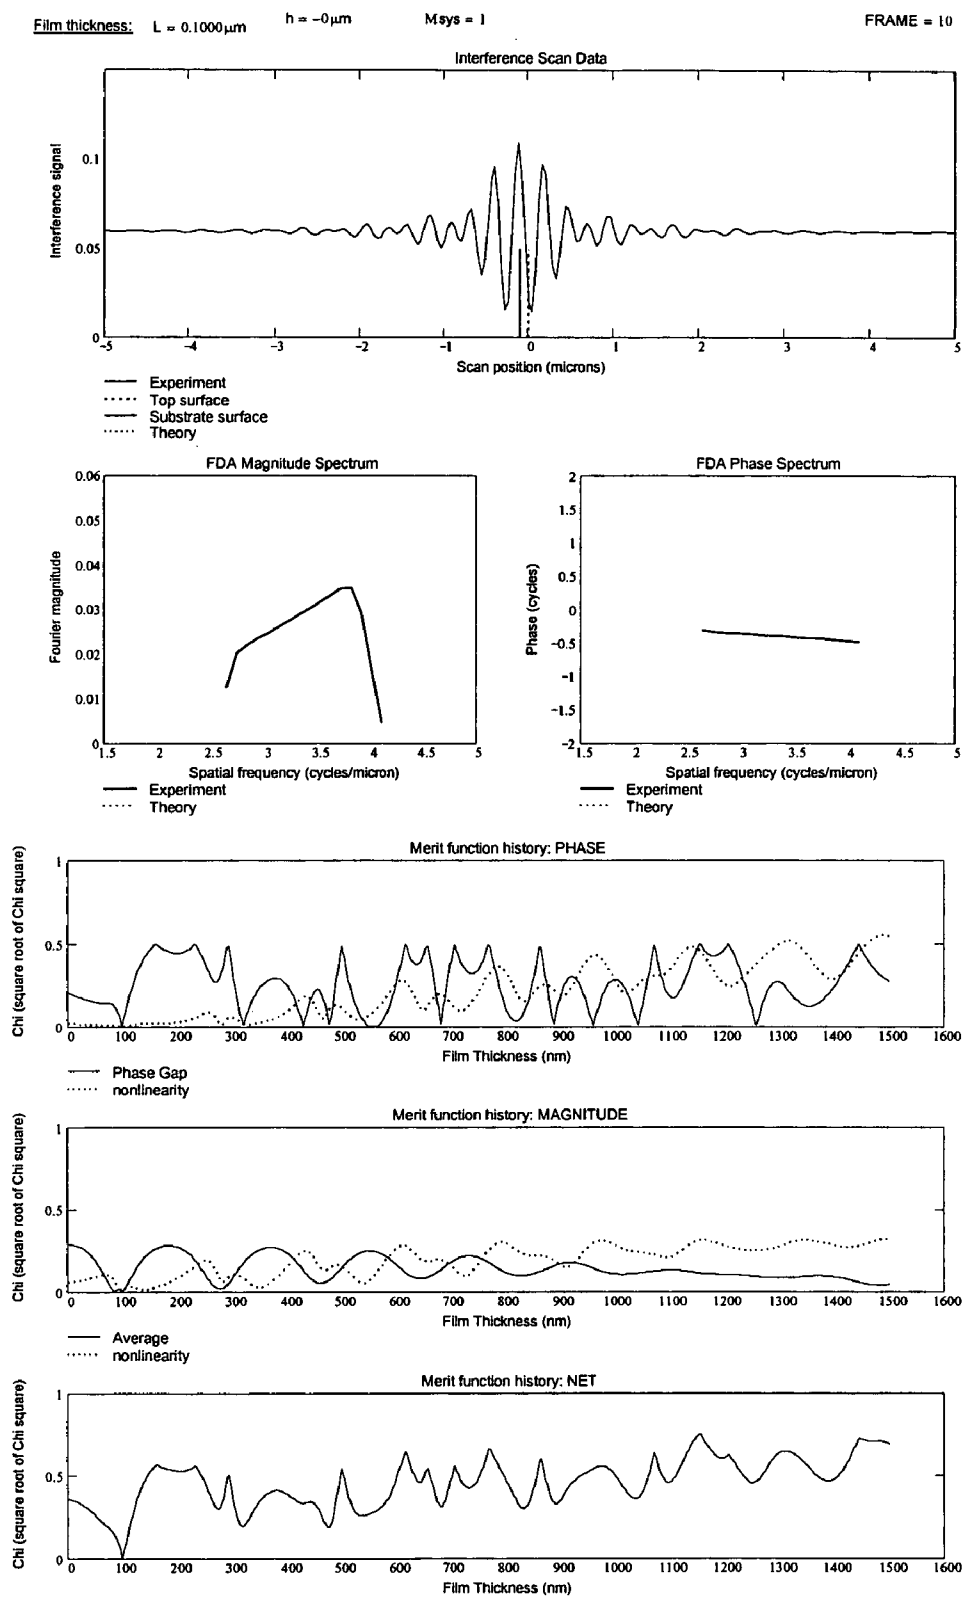 Film thickness: L = 0.1000μm h = -0μm Msys = 1 FRAME = 10
Interference Scan Data
Interference signal
0.1
0.05
0
-5 -4 -3 -2 -1 0 1 2 3 4 5
Scan position (microns)
Experiment
Top surface
Substrate surface
Theory
FDA Magnitude Spectrum
Fourier magnitude
0.06
0.05
0.04
0.03
0.02
0.01
0
1.5 2 2.5 3 3.5 4 4.5 5
Spatial frequency (cycles/micron)
Experiment
Theory
FDA Phase Spectrum
Phase (cycles)
2
1.5
1
0.5
0
-0.5
-1
-1.5
-2
1.5 2 2.5 3 3.5 4 4.5 5
Spatial frequency (cycles/micron)
Experiment
Theory
Merit function history: PHASE
Chi (square root of Chi square)
1
0.5
0
0 100 200 300 400 500 600 700 800 900 1000 1100 1200 1300 1400 1500 1600
Film Thickness (nm)
Phase Gap
nonlinearity
Merit function history: MAGNITUDE
Chi (square root of Chi square)
1
0.5
0
0 100 200 300 400 500 600 700 800 900 1000 1100 1200 1300 1400 1500 1600
Film Thickness (nm)
Average
nonlinearity
Merit function history: NET
Chi (square root of Chi square)
1
0.5
0
0 100 200 300 400 500 600 700 800 900 1000 1100 1200 1300 1400 1500 1600
Film Thickness (nm)